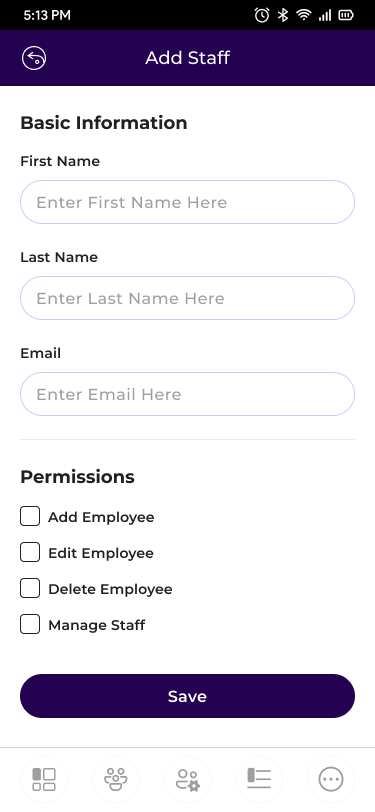 5:13 PM
Add Staff
Basic Information
First Name
Enter First Name Here
Last Name
Enter Last Name Here
Email
Enter Email Here
Permissions
Add Employee
Edit Employee
Delete Employee
Manage Staff
Save